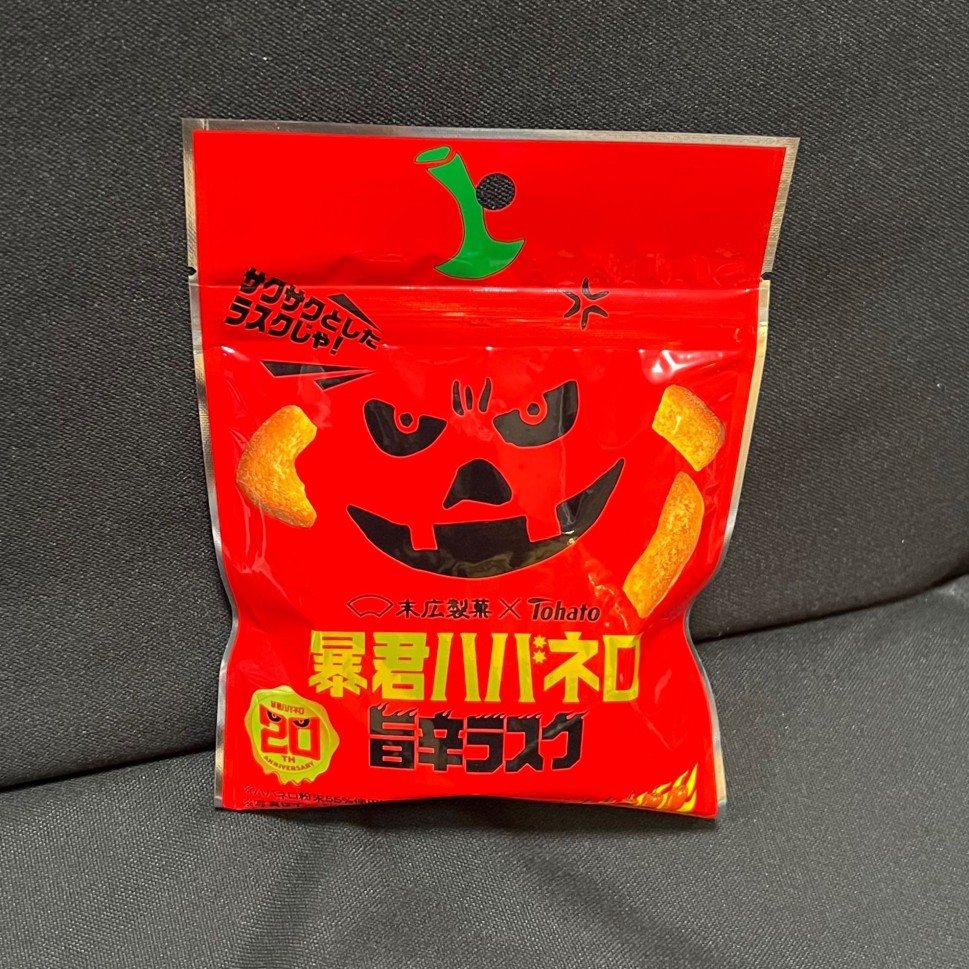 サクサクとした
ラスクじゃ!
末広製菓×Tohato
暴君ハバネロ
旨辛ラスク
暴君ハバネロ
20
TH
ANNIVERSARY